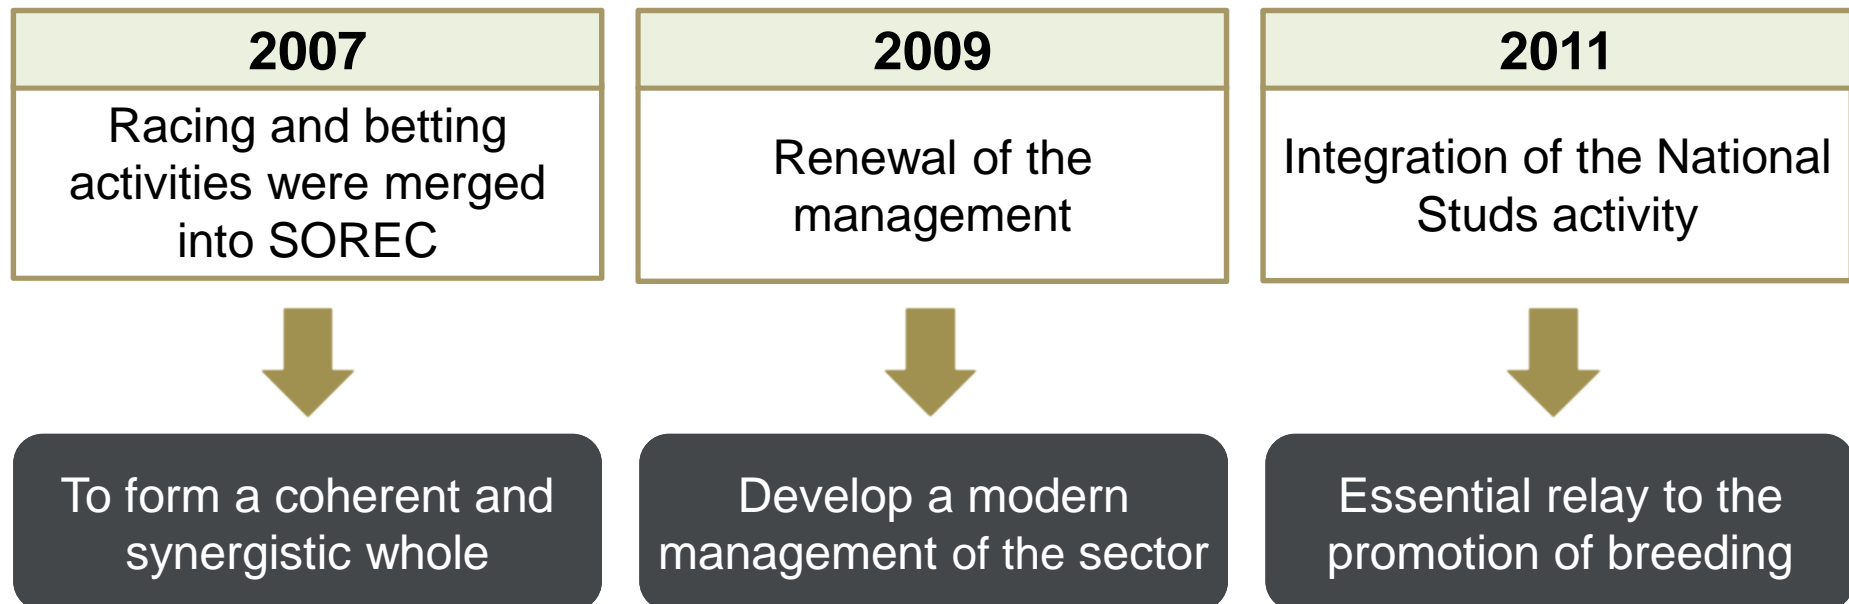 2007
Racing and betting
activities were merged
into SOREC
To form a coherent and
synergistic whole
2009
Renewal of the
management
Develop a modern
management of the sector
2011
Integration of the National
Studs activity
Essential relay to the
promotion of breeding